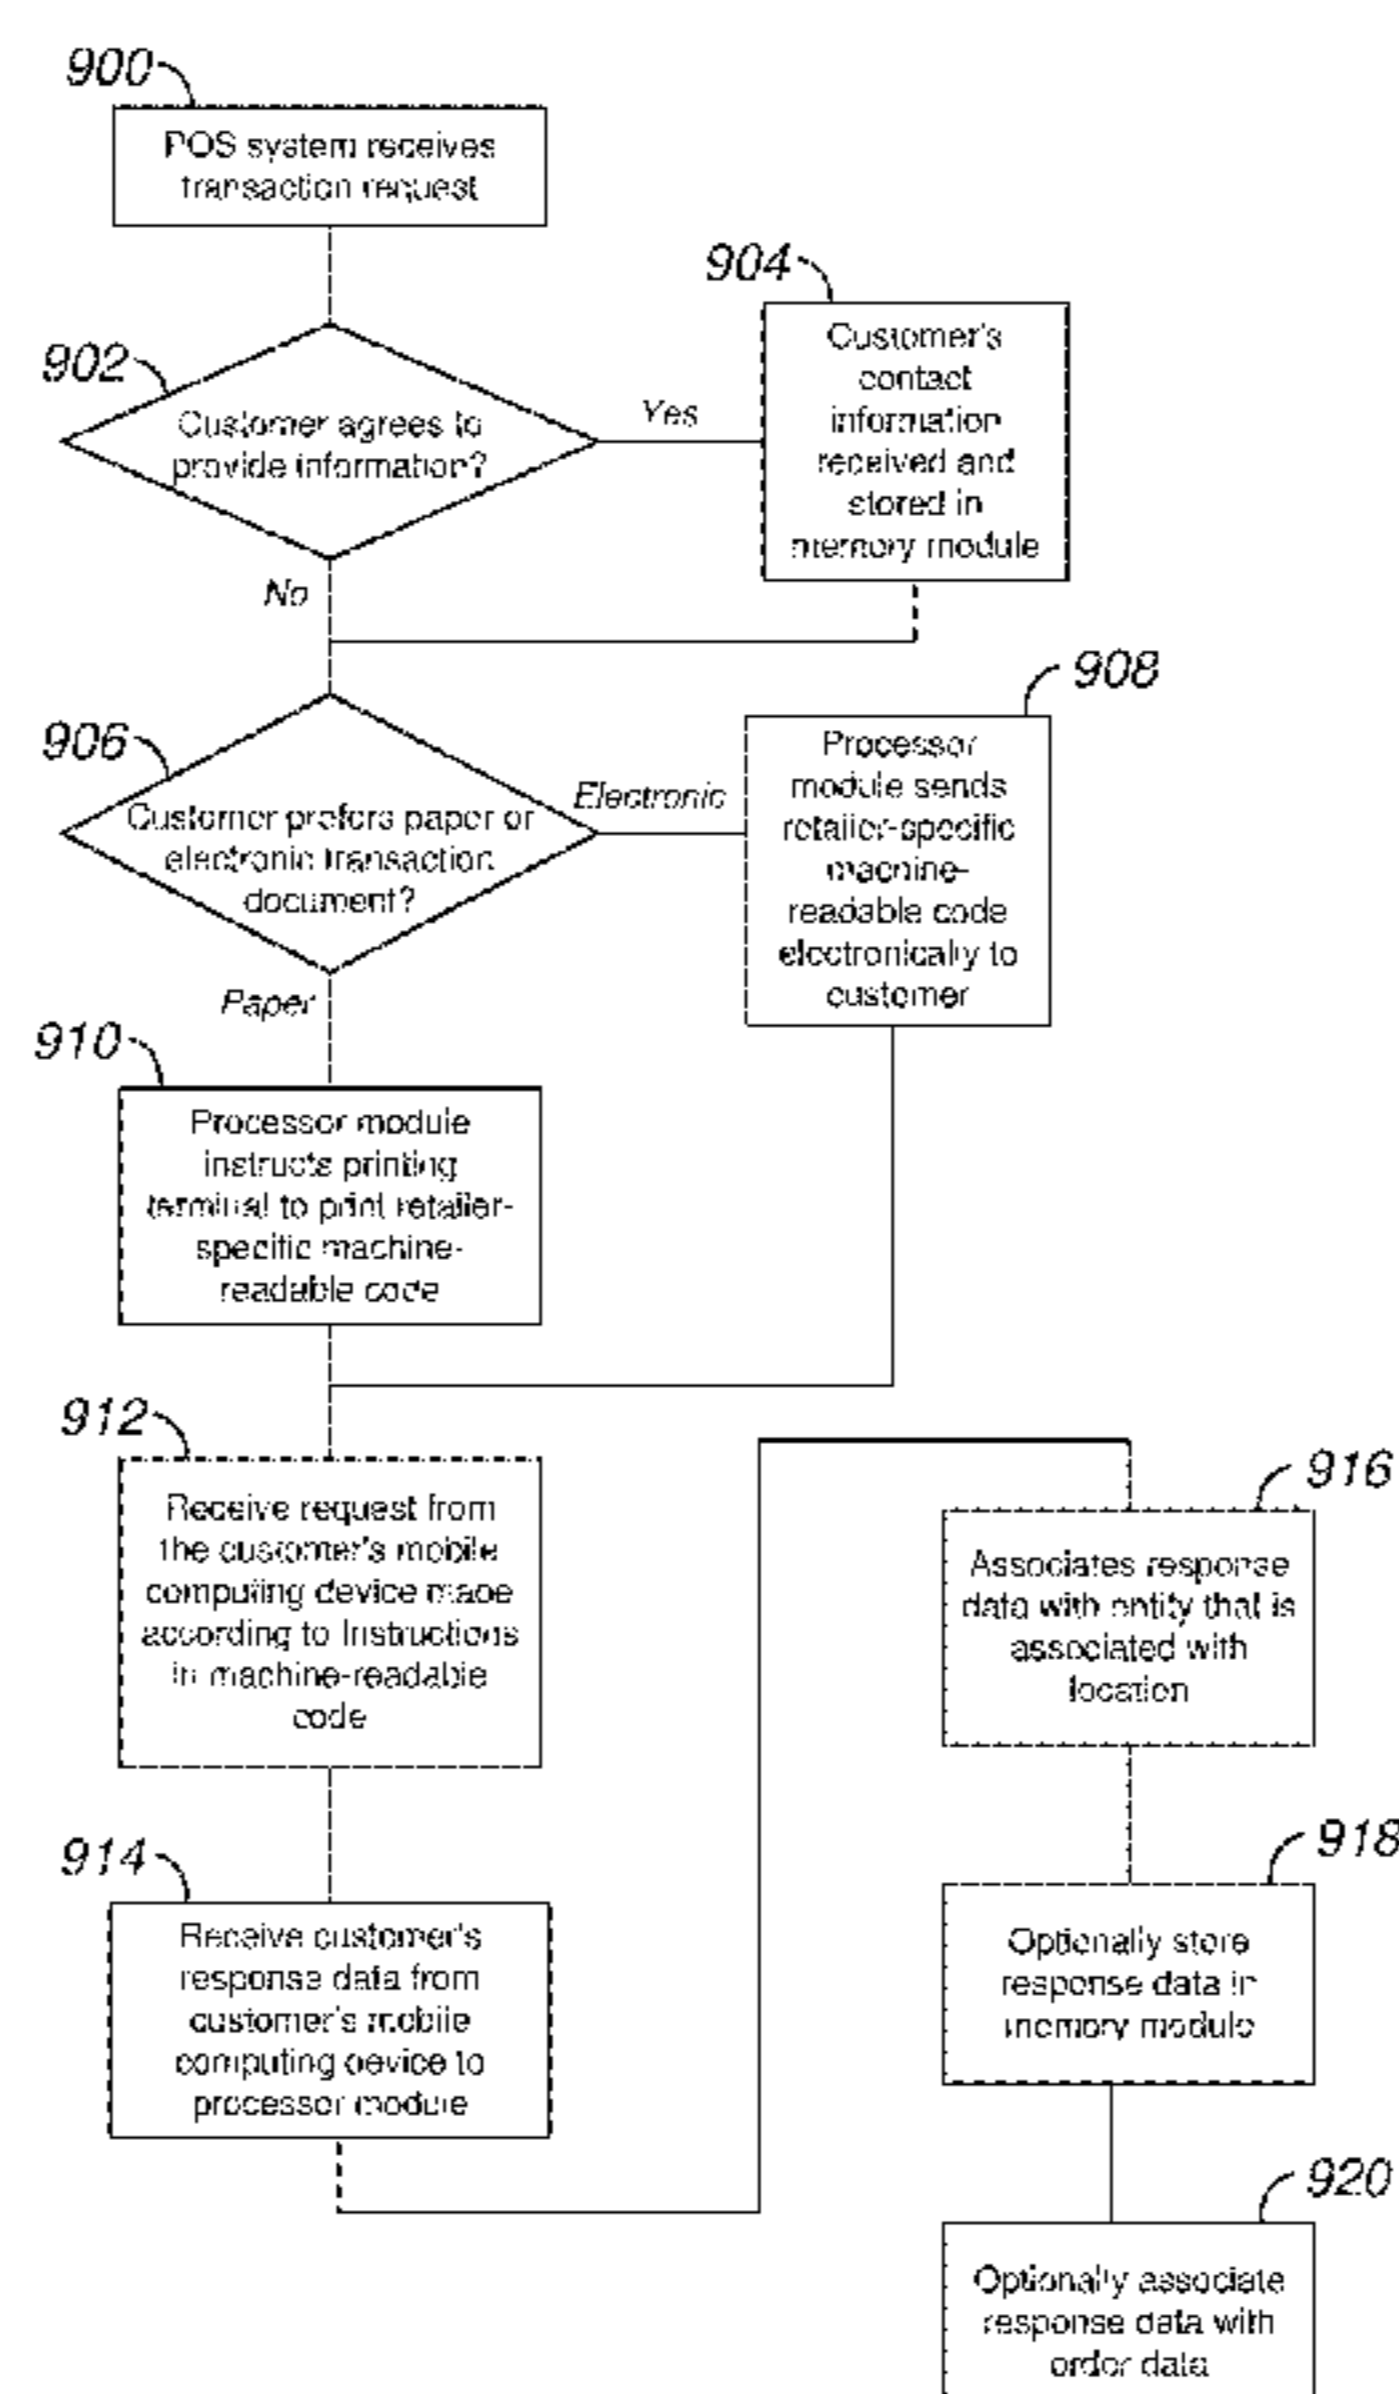 900
POS system receives
transaction request
902
Customer agrees to
provide information?
Yes
904
Customer's
contact
information
received and
stored in
memory module
No
906
Customer prefers paper or
electronic transaction
document?
Electronic
908
Processor
module sends
retailer-specific
machine-
readable code
electronically to
customer
Paper
910
Processor module
instructs printing
terminal to print retailer-
specific machine-
readable code
912
Receive request from
the customer's mobile
computing device made
according to Instructions
in machine-readable
code
914
Receive customer's
response data from
customer's mobile
computing device to
processor module
916
Associates response
data with entity that is
associated with
location
918
Optionally store
response data in
memory module
920
Optionally associate
response data with
order data